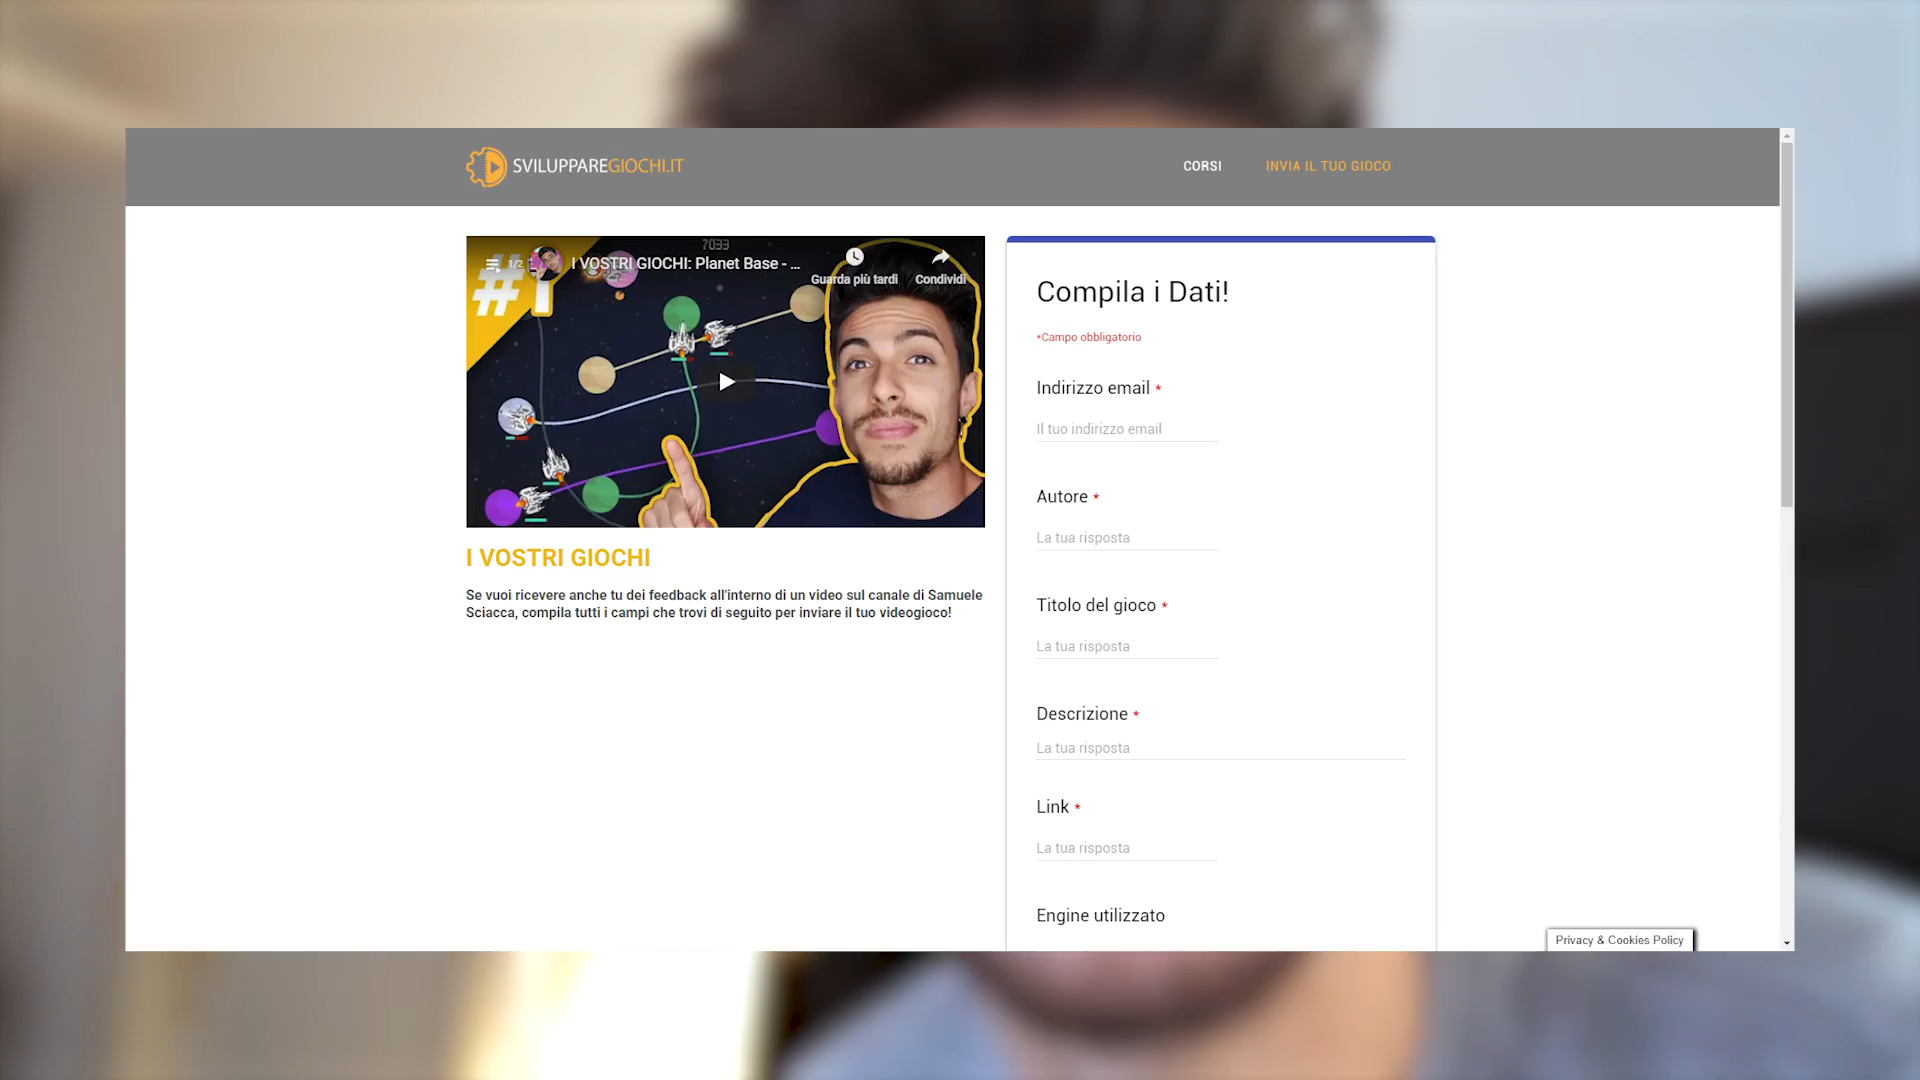 SVILUPPAREGIOCHI.IT
CORSI
INVIA IL TUO GIOCO
#1
7033
1/2
I VOSTRI GIOCHI: Planet Base - ...
Guarda più tardi
Condividi
I VOSTRI GIOCHI
Se vuoi ricevere anche tu dei feedback all'interno di un video sul canale di Samuele
Sciacca, compila tutti i campi che trovi di seguito per inviare il tuo videogioco!
Compila i Dati!
*Campo obbligatorio
Indirizzo email *
Il tuo indirizzo email
Autore *
La tua risposta
Titolo del gioco *
La tua risposta
Descrizione *
La tua risposta
Link *
La tua risposta
Engine utilizzato
Privacy & Cookies Policy